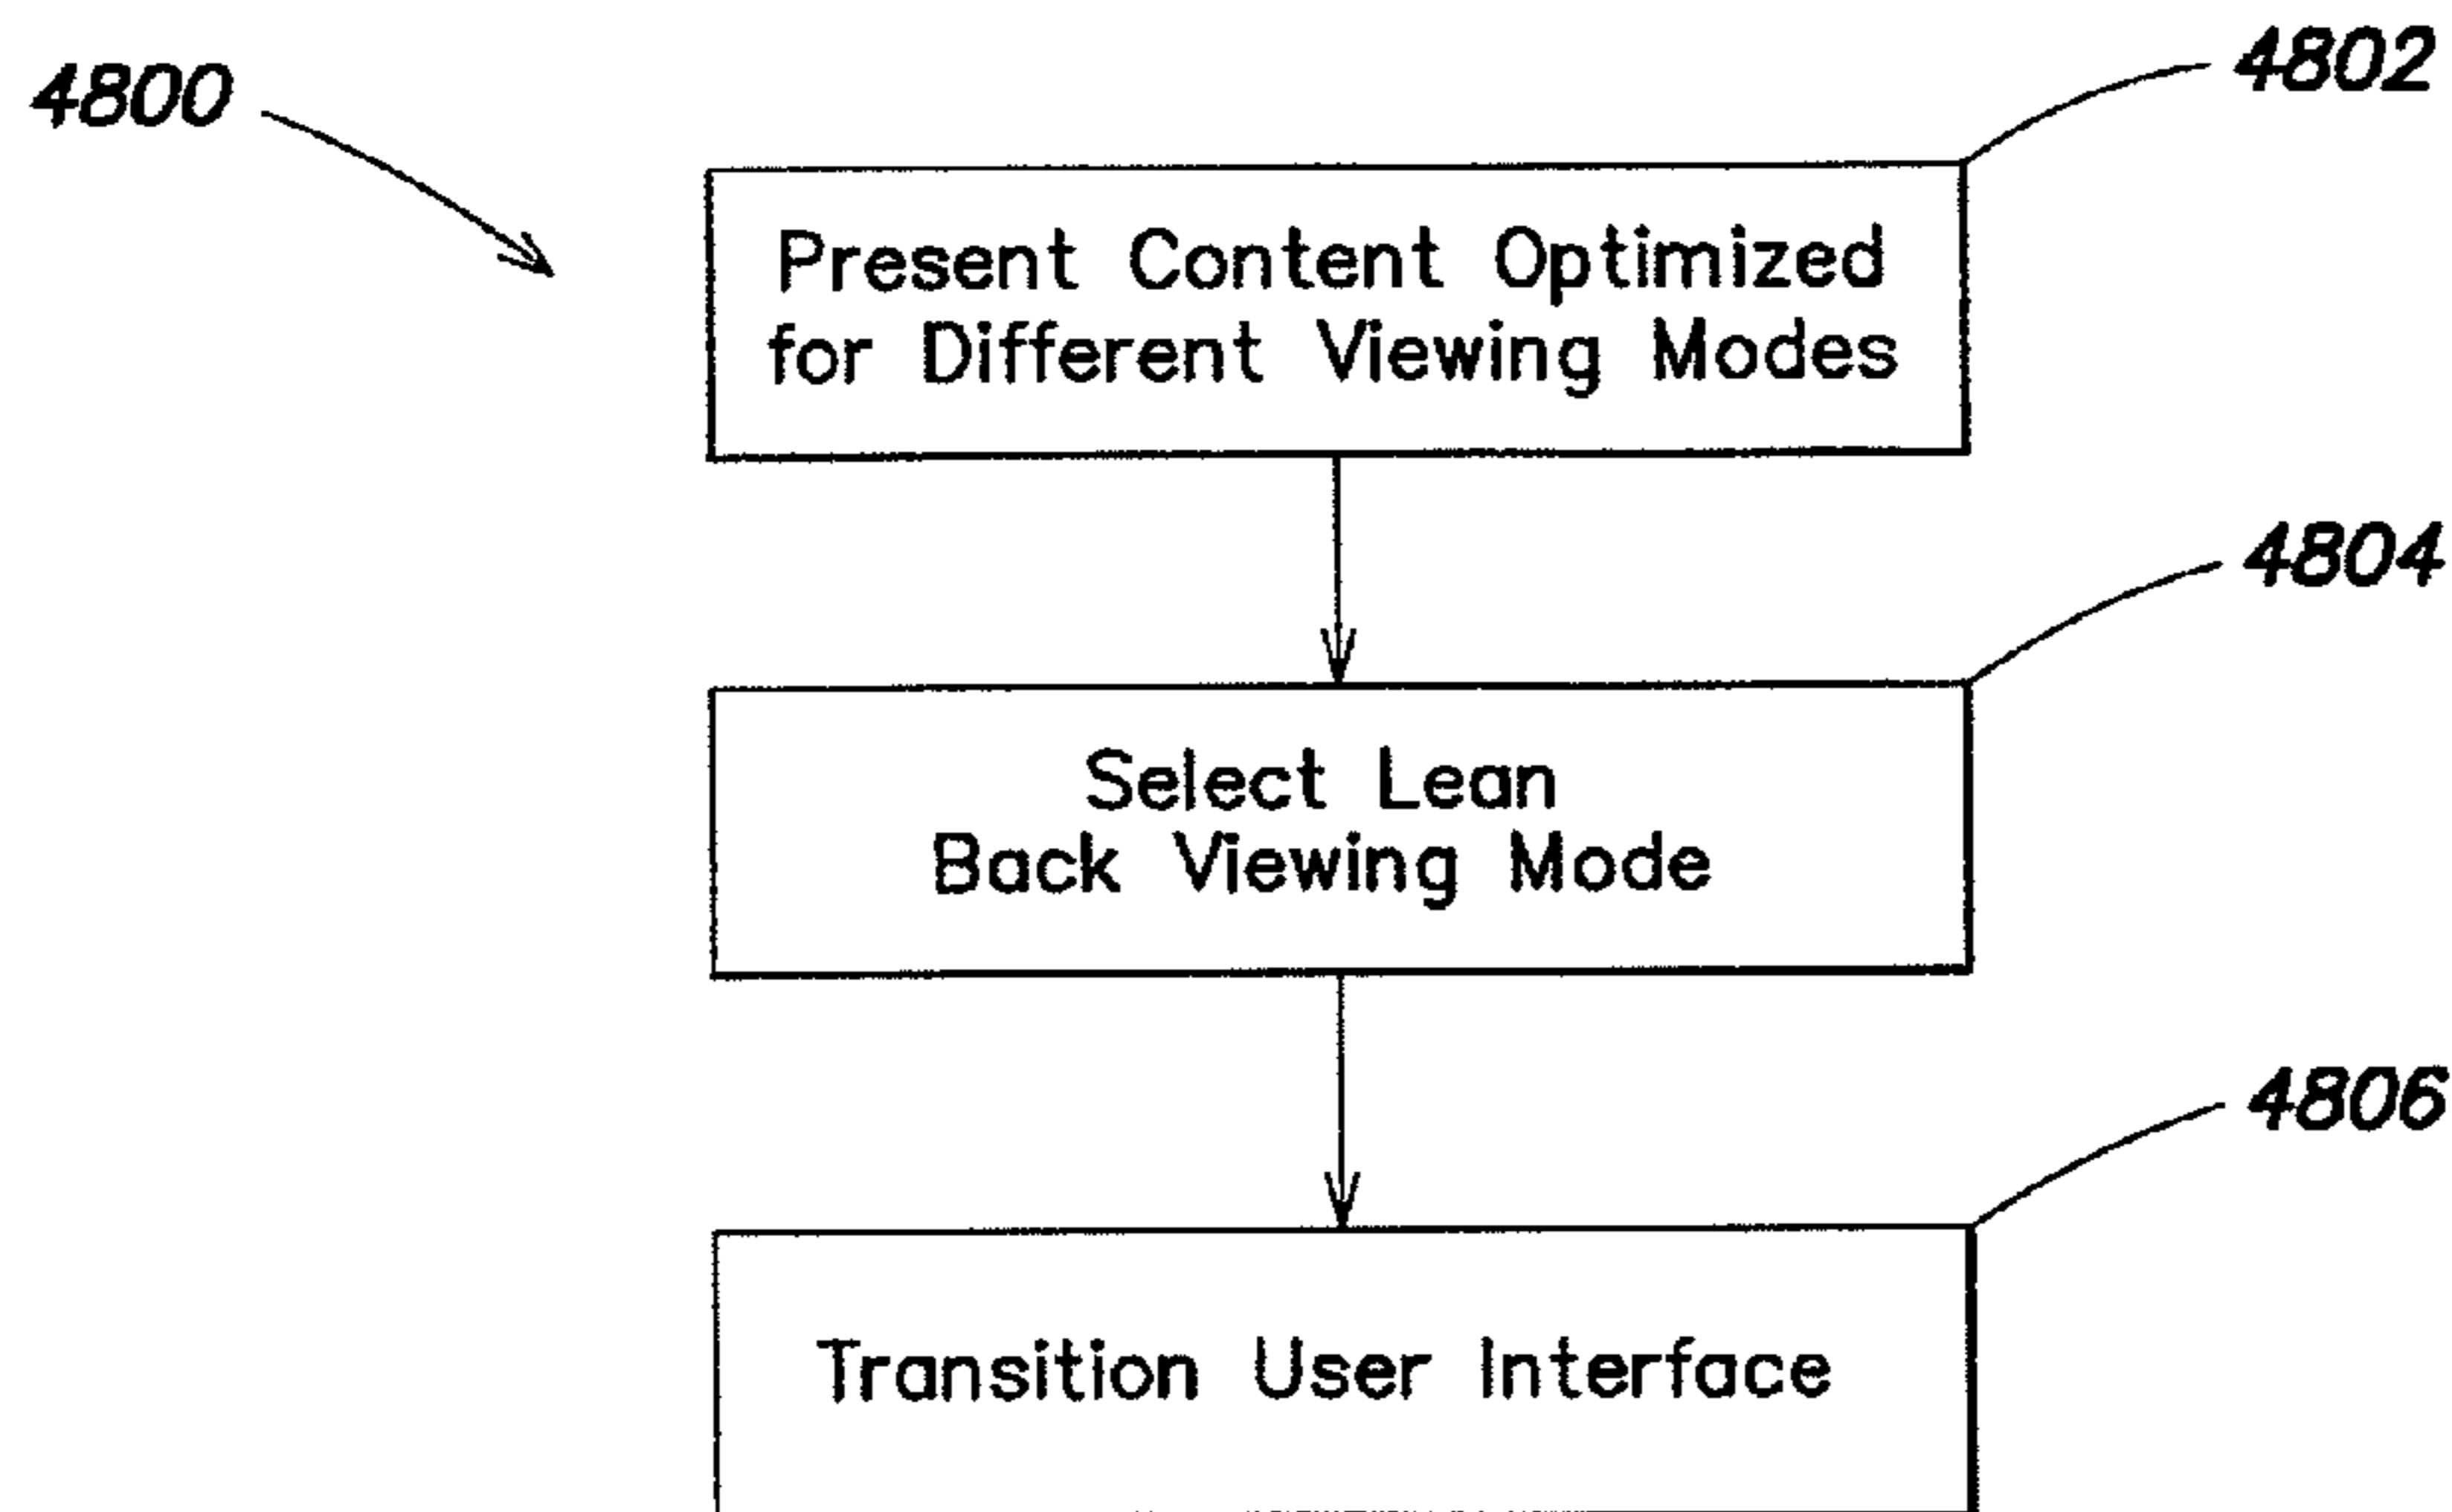 4800
4802
Present Content Optimized
for Different Viewing Modes
4804
Select Lean
Back Viewing Mode
4806
Transition User Interface